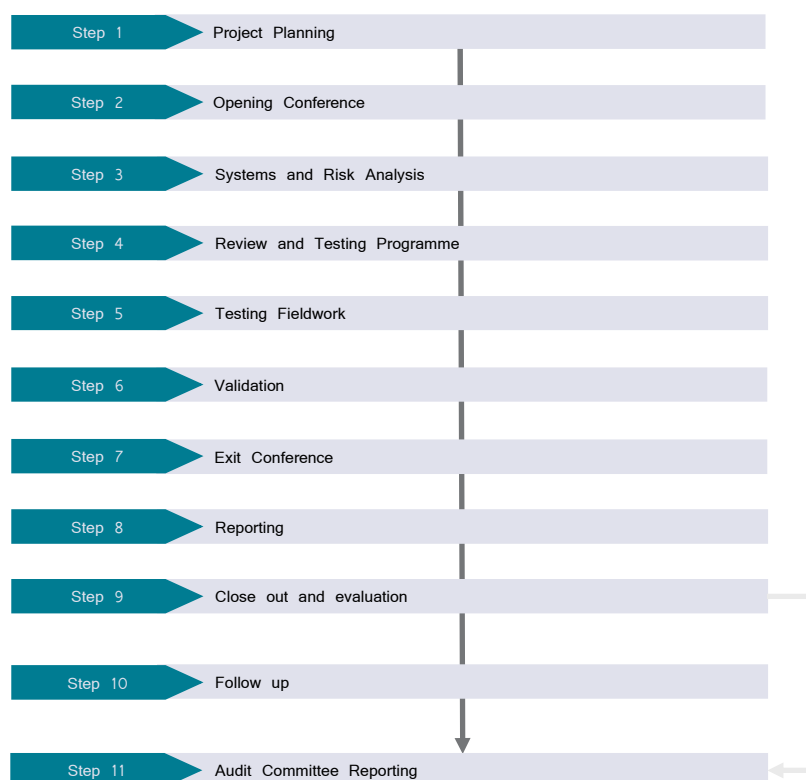 Step 1 Project Planning
Step 2 Opening Conference
Step 3 Systems and Risk Analysis
Step 4 Review and Testing Programme
Step 5 Testing Fieldwork
Step 6 Validation
Step 7 Exit Conference
Step 8 Reporting
Step 9 Close out and evaluation
Step 10 Follow up
Step 11 Audit Committee Reporting